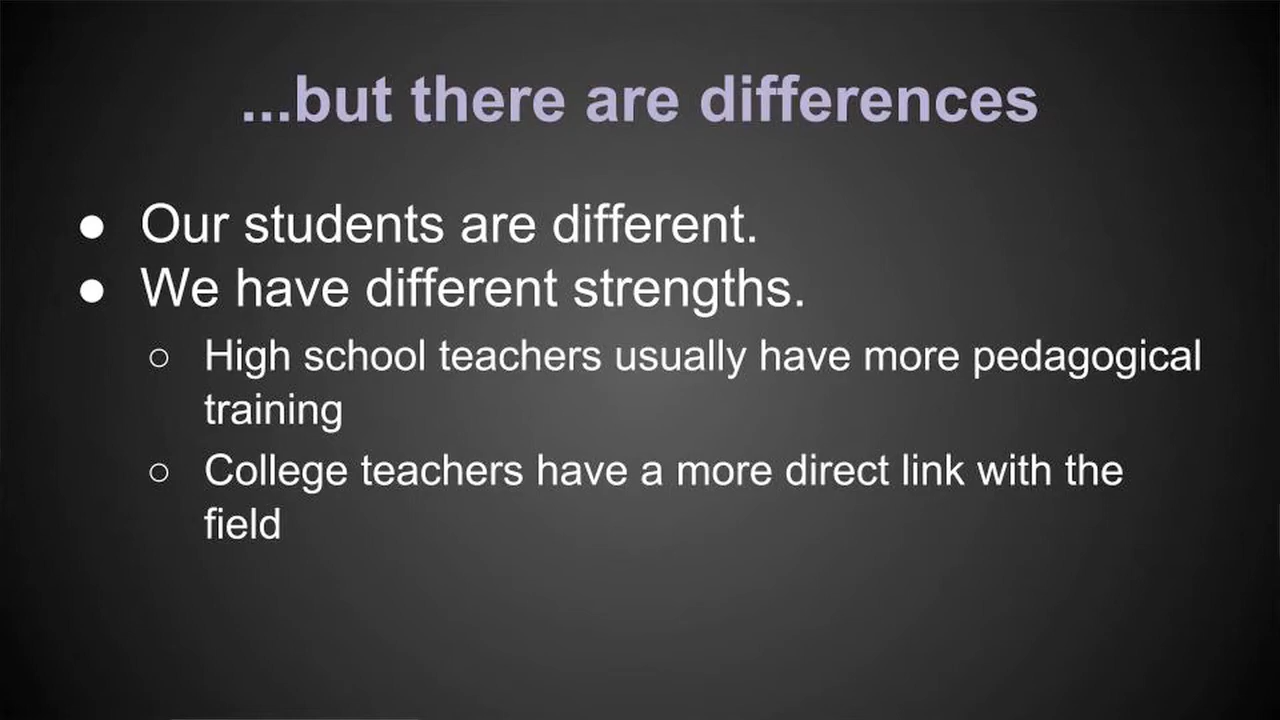 ...but there are differences
● Our students are different.
● We have different strengths.
○ High school teachers usually have more pedagogical
training
○ College teachers have a more direct link with the
field